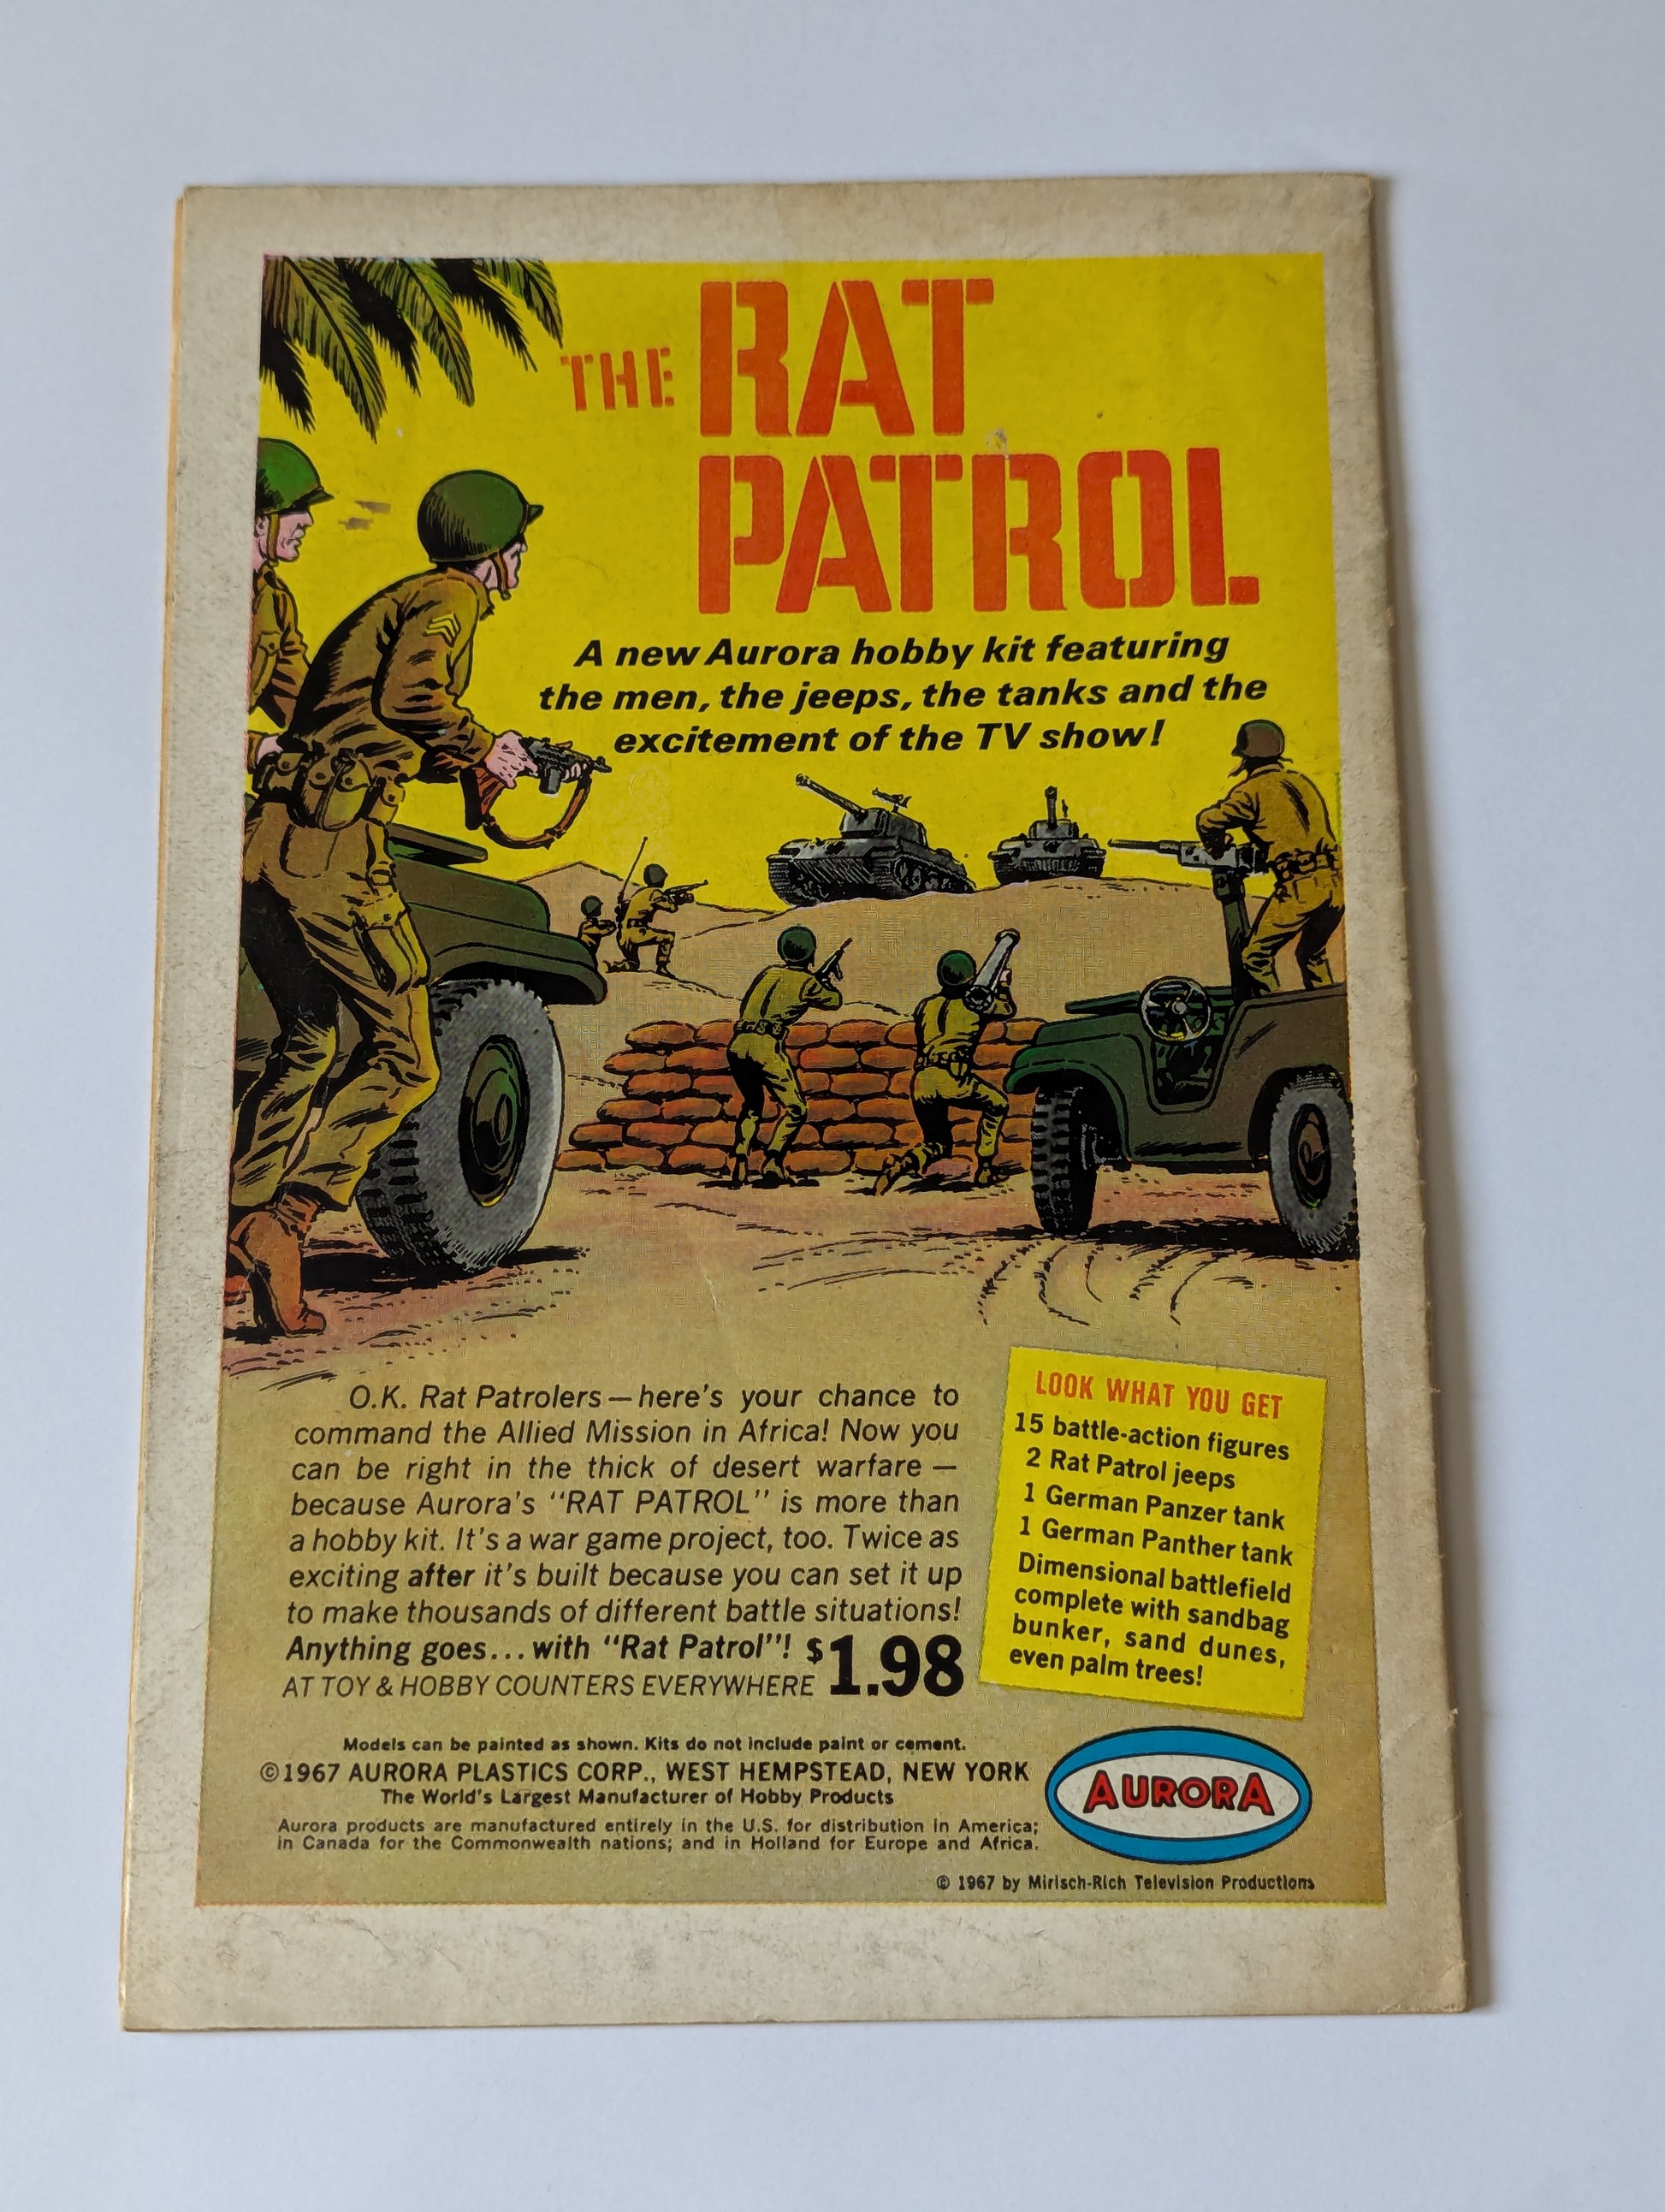 THE RAT
PATROL
A new Aurora hobby kit featuring
the men, the jeeps, the tanks and the
excitement of the TV show!
O.K. Rat Patrolers — here's your chance to
command the Allied Mission in Africa! Now you
can be right in the thick of desert warfare —
because Aurora's "RAT PATROL" is more than
a hobby kit. It's a war game project, too. Twice as
exciting after it's built because you can set it up
to make thousands of different battle situations!
Anything goes... with "Rat Patrol"! $1.98
AT TOY & HOBBY COUNTERS EVERYWHERE
LOOK WHAT YOU GET
15 battle-action figures
2 Rat Patrol jeeps
1 German Panzer tank
1 German Panther tank
Dimensional battlefield
complete with sandbag
bunker, sand dunes,
even palm trees!
Models can be painted as shown. Kits do not include paint or cement.
©1967 AURORA PLASTICS CORP., WEST HEMPSTEAD, NEW YORK
The World's Largest Manufacturer of Hobby Products
Aurora products are manufactured entirely in the U.S. for distribution in America;
in Canada for the Commonwealth nations; and in Holland for Europe and Africa.
AURORA
© 1967 by Mirisch-Rich Television Productions